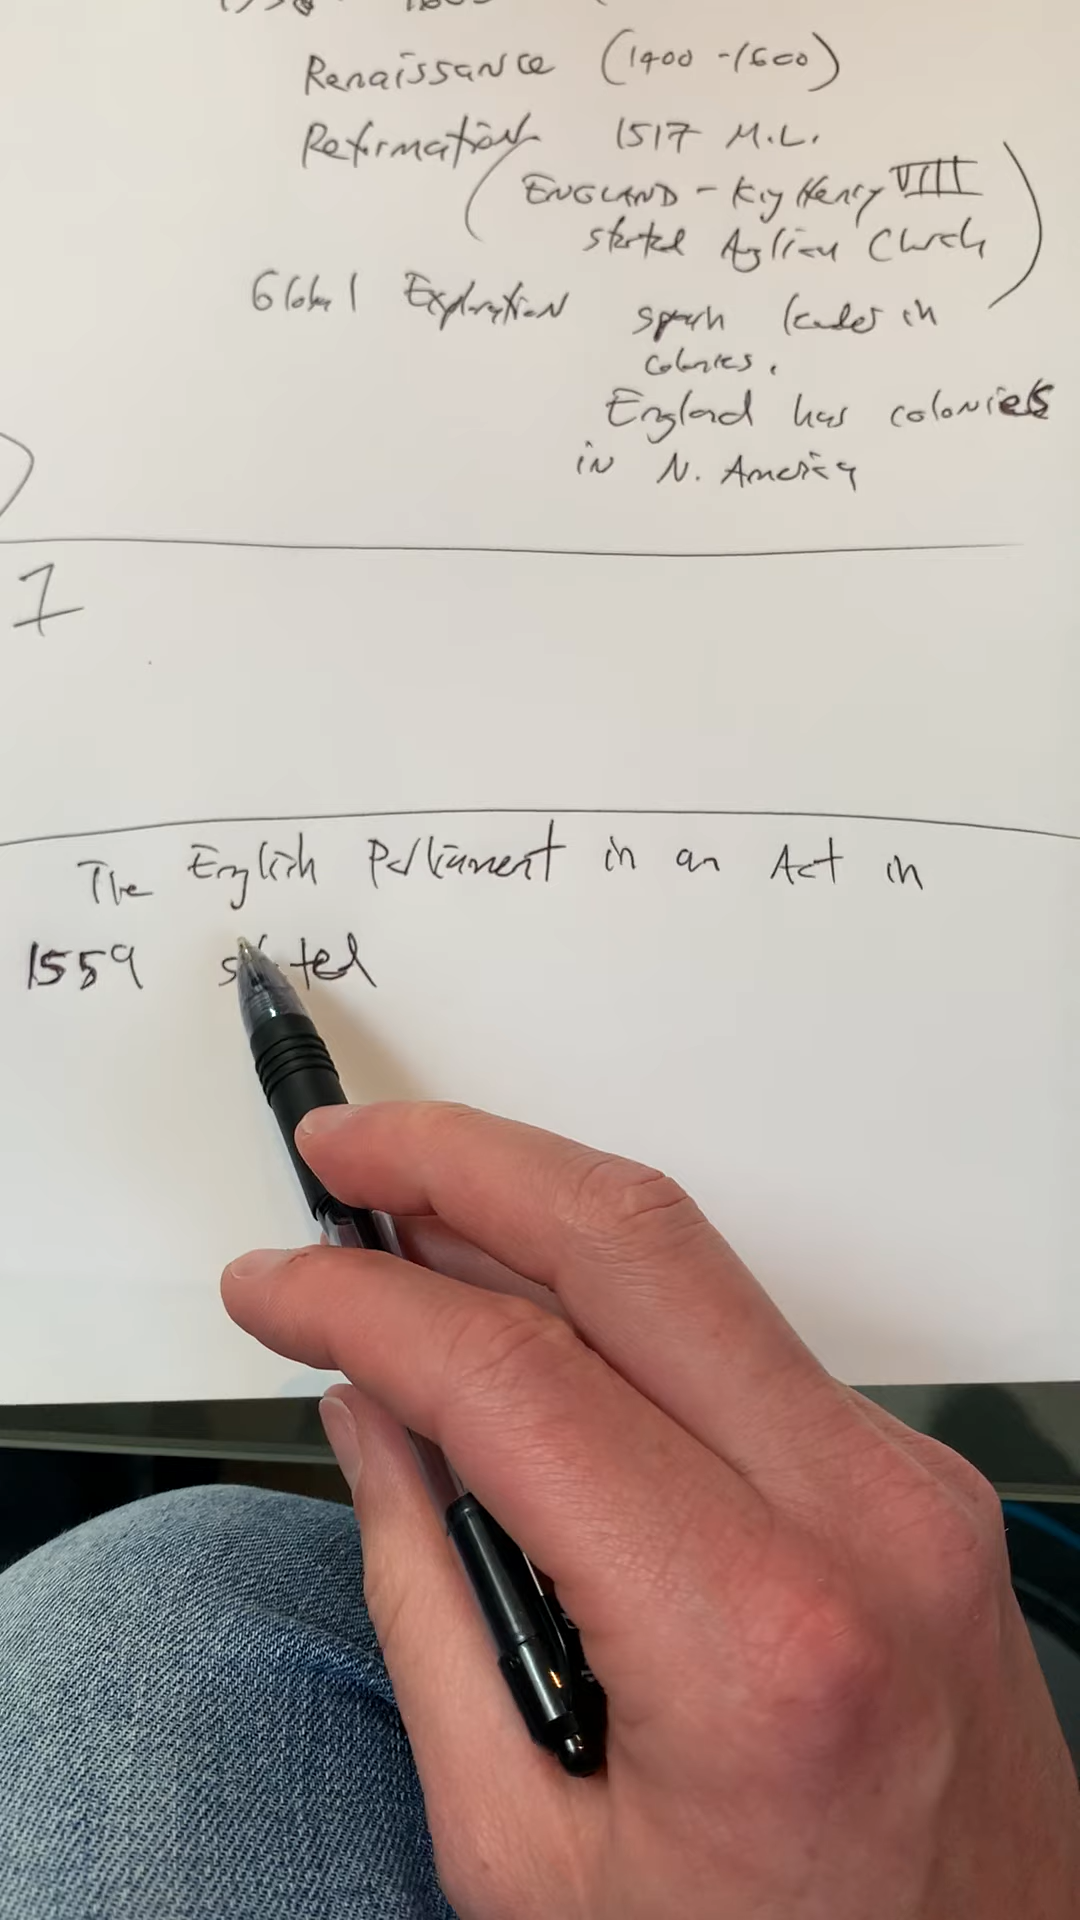 Renaissance (1400-1600)
Reformation 1517 M.L.
(ENGLAND - King Henry VIII
started Anglican Church)
Global Exploration spain leader in
colonies.
England has colonies
in N. America
1
The English Parliament in an Act in
1559 stated